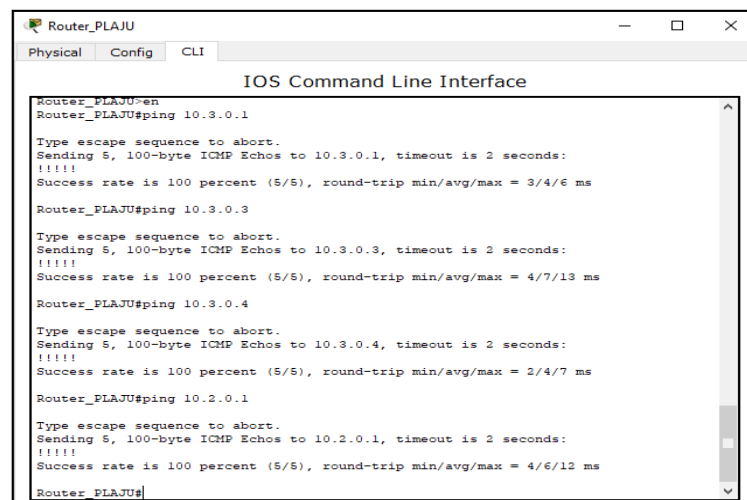 Router_PLAJU
Physical Config CLI
IOS Command Line Interface
Router_PLAJU>en
Router_PLAJU#ping 10.3.0.1
Type escape sequence to abort.
Sending 5, 100-byte ICMP Echos to 10.3.0.1, timeout is 2 seconds:
!!!!!
Success rate is 100 percent (5/5), round-trip min/avg/max = 3/4/6 ms
Router_PLAJU#ping 10.3.0.3
Type escape sequence to abort.
Sending 5, 100-byte ICMP Echos to 10.3.0.3, timeout is 2 seconds:
!!!!!
Success rate is 100 percent (5/5), round-trip min/avg/max = 4/7/13 ms
Router_PLAJU#ping 10.3.0.4
Type escape sequence to abort.
Sending 5, 100-byte ICMP Echos to 10.3.0.4, timeout is 2 seconds:
!!!!!
Success rate is 100 percent (5/5), round-trip min/avg/max = 2/4/7 ms
Router_PLAJU#ping 10.2.0.1
Type escape sequence to abort.
Sending 5, 100-byte ICMP Echos to 10.2.0.1, timeout is 2 seconds:
!!!!!
Success rate is 100 percent (5/5), round-trip min/avg/max = 4/6/12 ms
Router_PLAJU#